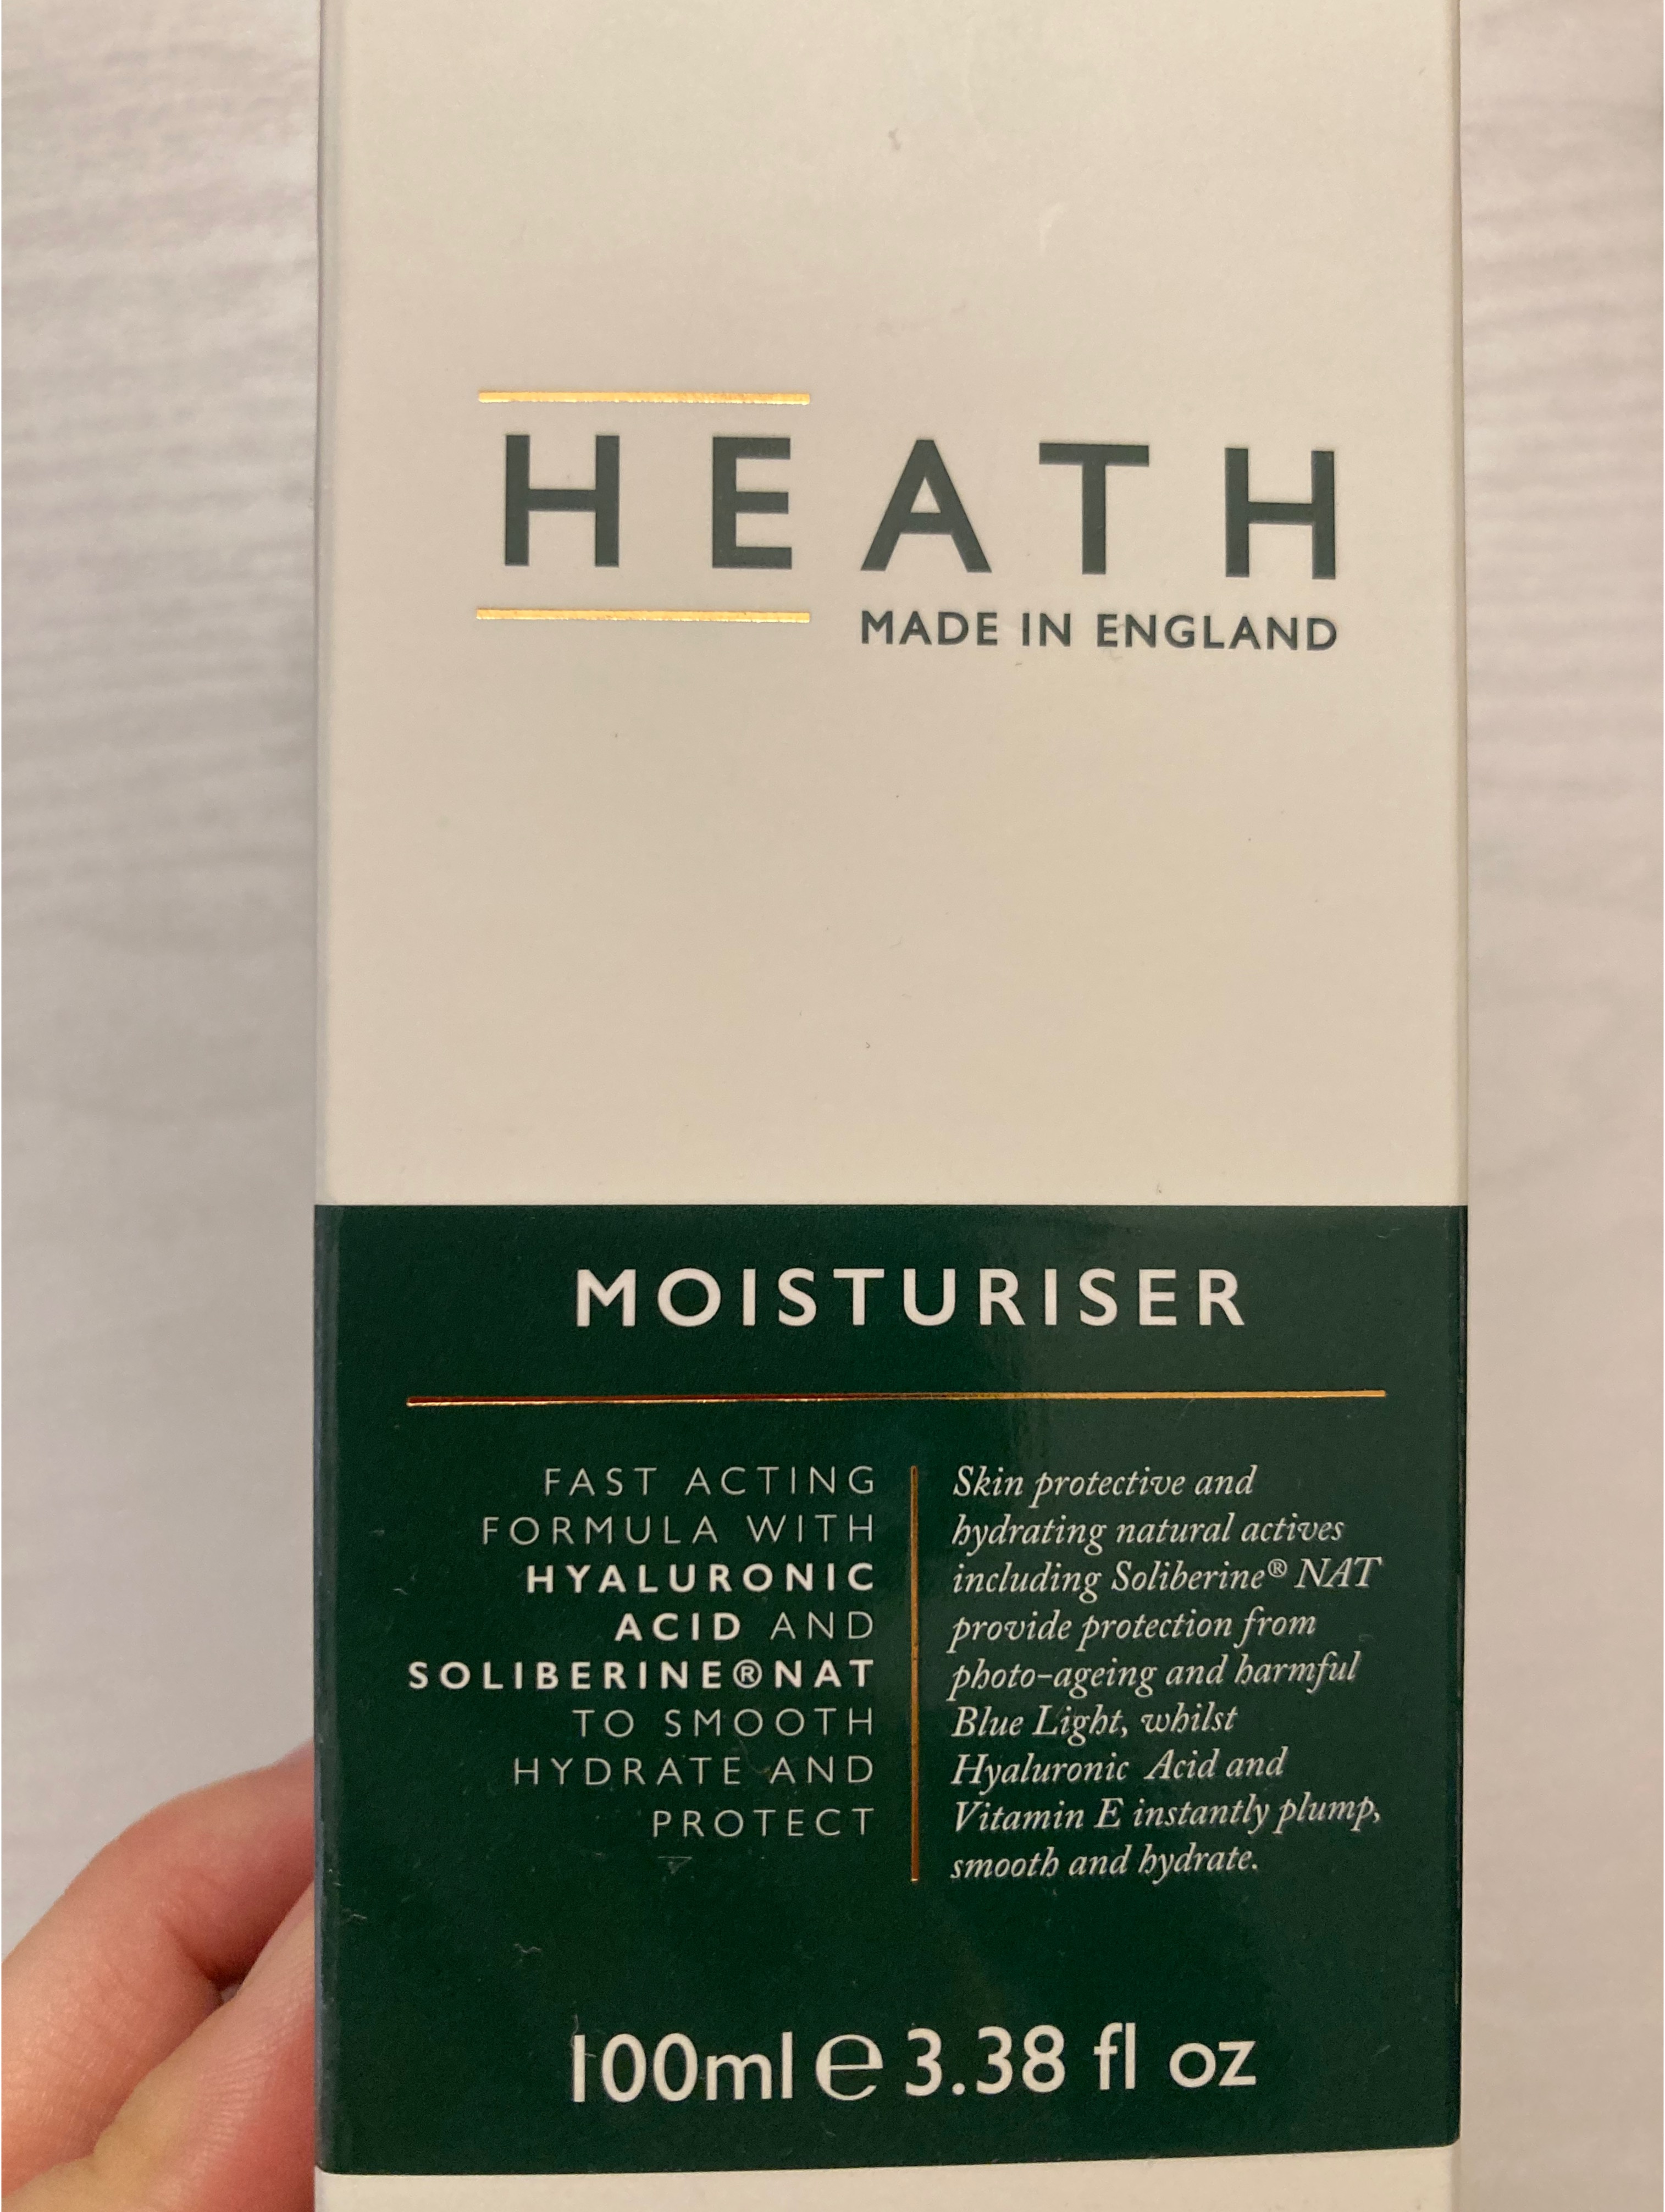 HEATH
MADE IN ENGLAND
MOISTURISER
FAST ACTING
FORMULA WITH
HYALURONIC
ACID AND
SOLIBERINE®NAT
TO SMOOTH
HYDRATE AND
PROTECT
Skin protective and
hydrating natural actives
including Soliberine® NAT
provide protection from
photo-ageing and harmful
Blue Light, whilst
Hyaluronic Acid and
Vitamin E instantly plump,
smooth and hydrate.
100ml e 3.38 fl oz